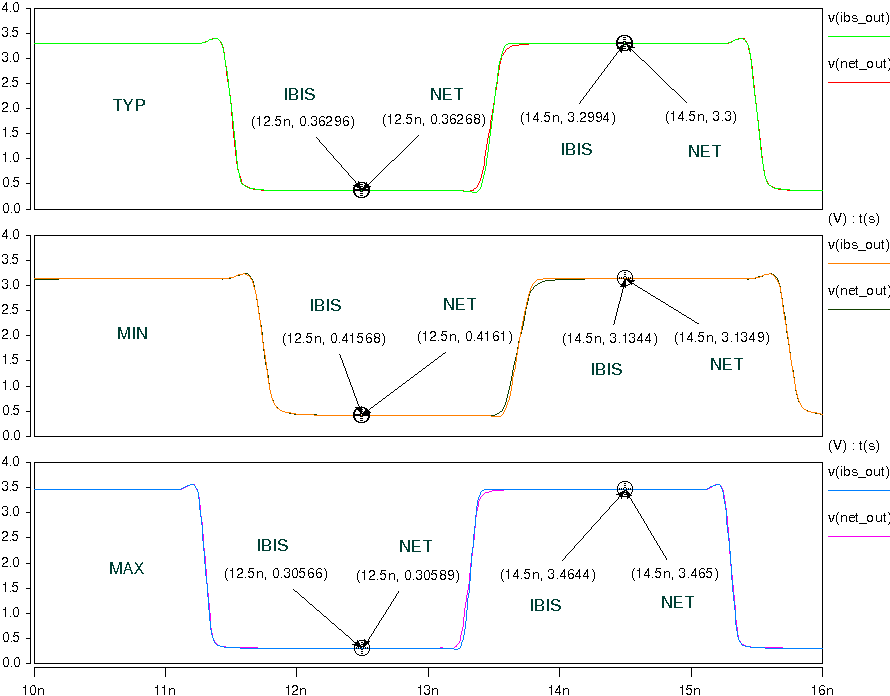 4.0
v(ibs_out)
3.5
3.0
v(net_out)
2.5
IBIS NET
TYP
2.0
(12.5n, 0.36296) (12.5n, 0.36268) (14.5n, 3.2994) (14.5n, 3.3)
1.5
IBIS NET
1.0
0.5
0.0
(V) : t(s)
4.0
v(ibs_out)
3.5
3.0
v(net_out)
2.5
IBIS NET
2.0
MIN
(12.5n, 0.41568) (12.5n, 0.4161) (14.5n, 3.1344) (14.5n, 3.1349)
1.5
IBIS NET
1.0
0.5
0.0
(V) : t(s)
4.0
v(ibs_out)
3.5
3.0
v(net_out)
2.5
IBIS NET
2.0
MAX
(12.5n, 0.30566) (12.5n, 0.30589) (14.5n, 3.4644) (14.5n, 3.465)
1.5
IBIS NET
1.0
0.5
0.0
10n 11n 12n 13n 14n 15n 16n